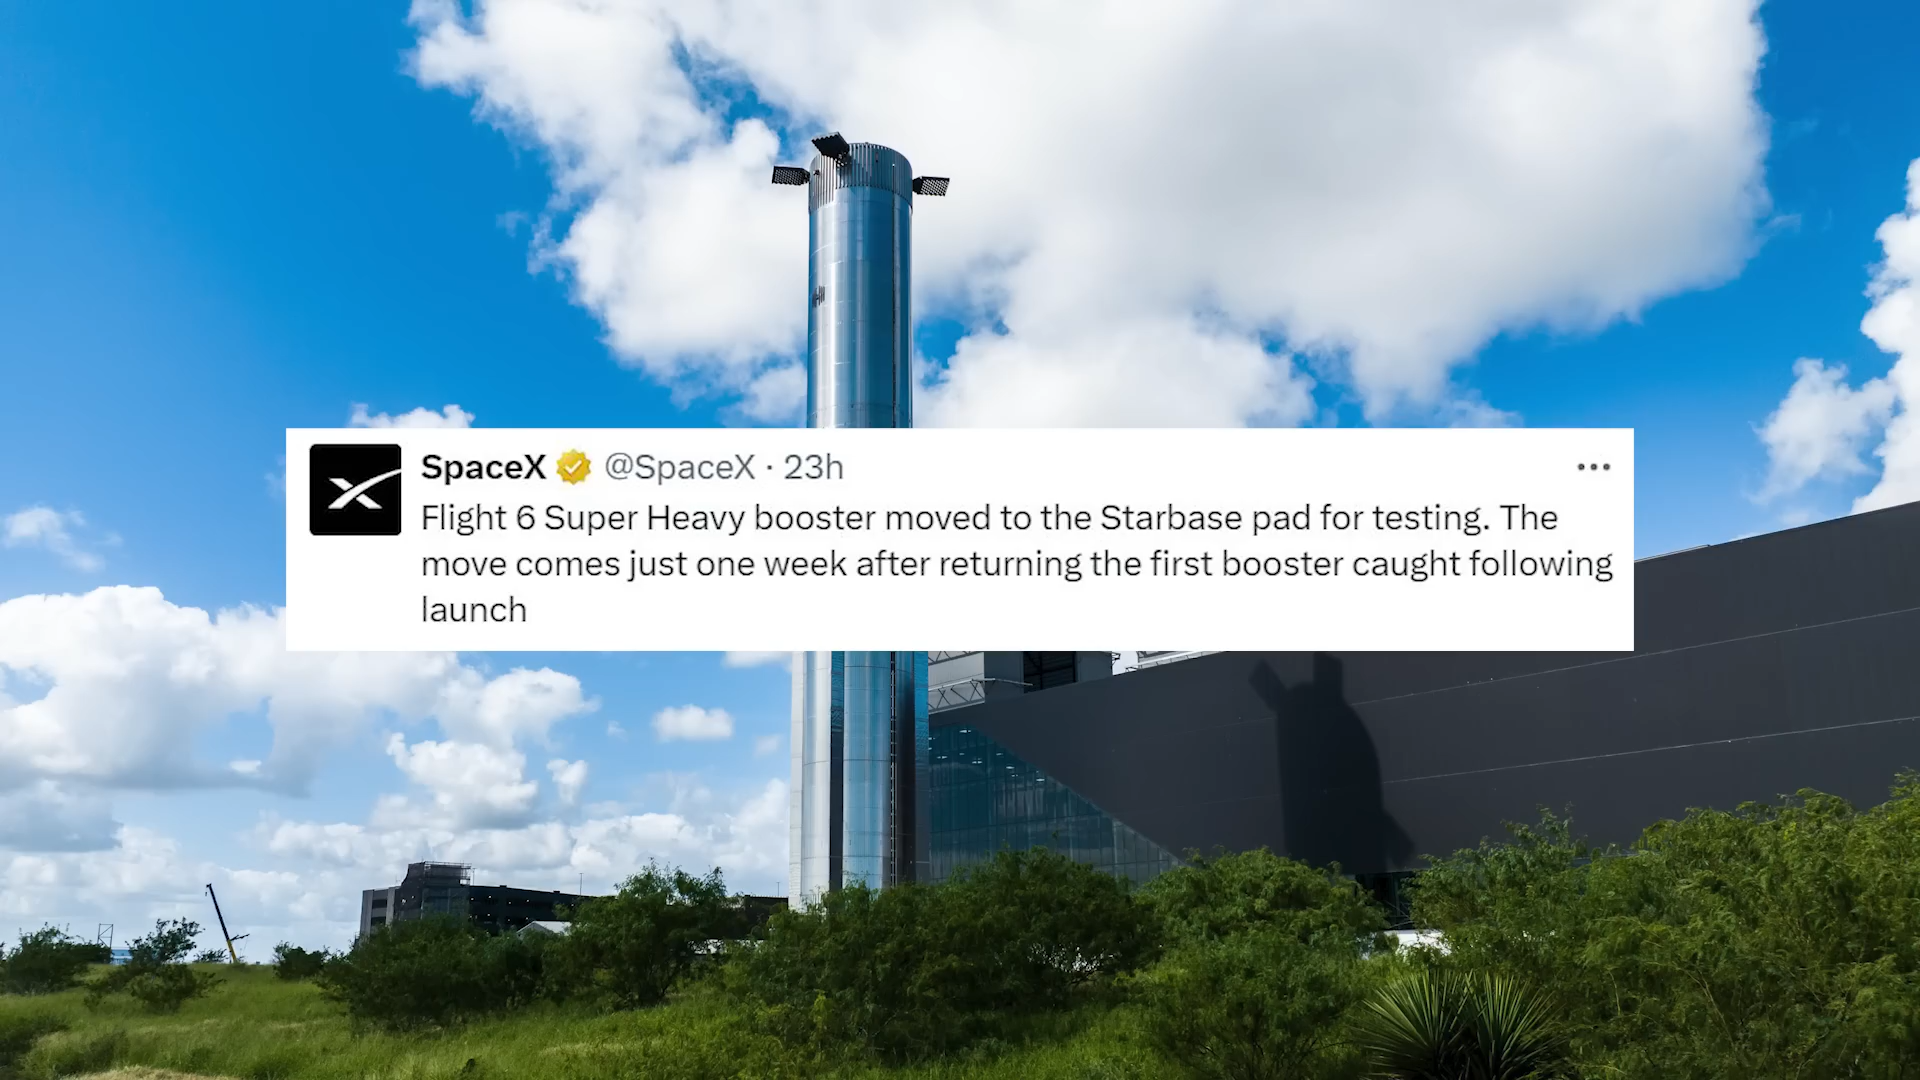 SpaceX @SpaceX · 23h
Flight 6 Super Heavy booster moved to the Starbase pad for testing. The
move comes just one week after returning the first booster caught following
launch